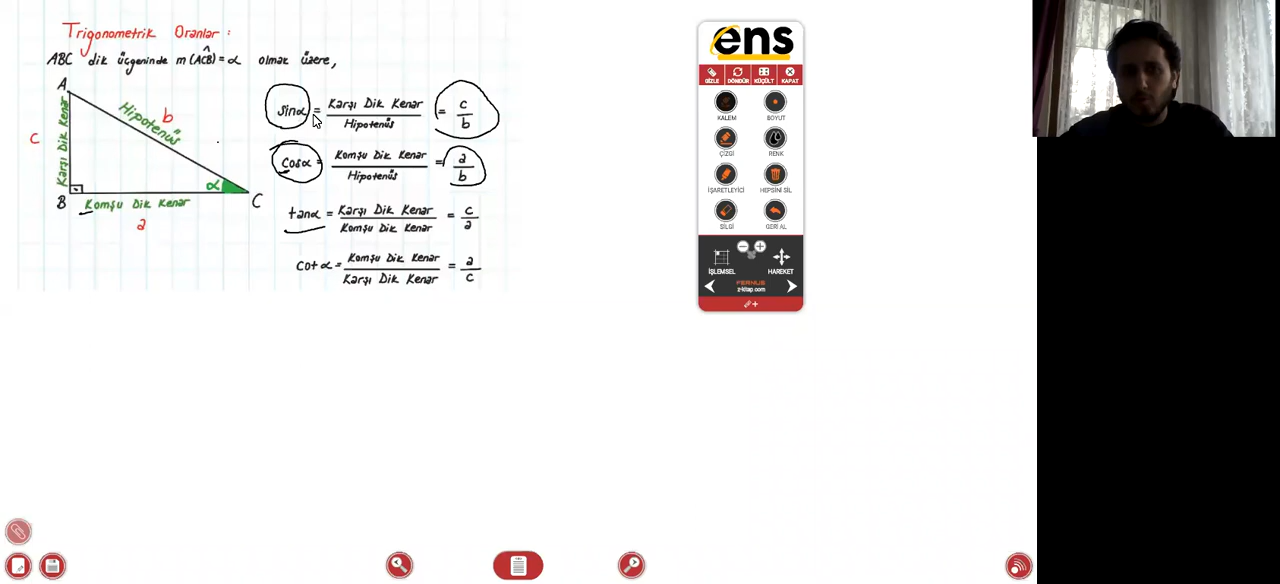 Trigonometrik Oranlar :
ABC dik üçgeninde m(AĈB) = α olmak üzere,
A
Hipotenüs
b
c
Karşı Dik Kenar
B
α
C
Komşu Dik Kenar
a
sinα = Karşı Dik Kenar / Hipotenüs = c / b
Cosα = Komşu Dik Kenar / Hipotenüs = a / b
tanα = Karşı Dik Kenar / Komşu Dik Kenar = c / a
cotα = Komşu Dik Kenar / Karşı Dik Kenar = a / c
ens
GİZLE DÖNDÜR KÜÇÜLT KAPAT
KALEM BOYUT
ÇİZGİ RENK
İŞARETLEYİCİ HEPSİNİ SİL
SİLGİ GERİ AL
İŞLEMSEL HAREKET
PERNUS
z-kitap.com